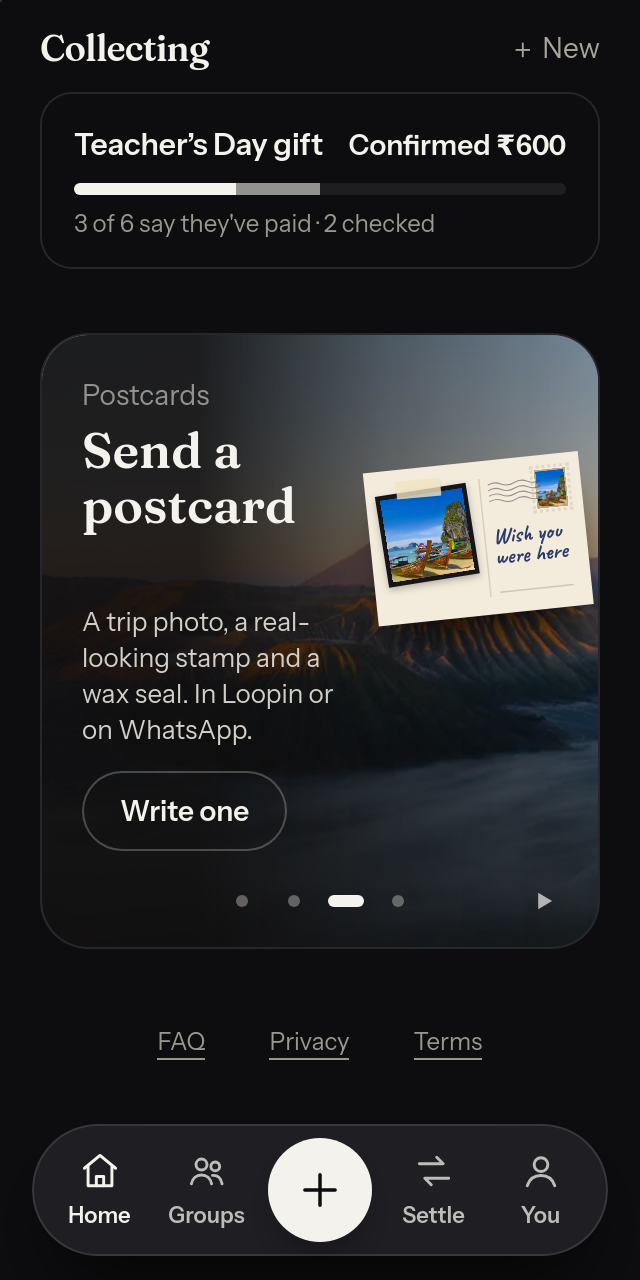 Collecting
+ New
Teacher’s Day gift
Confirmed ₹600
3 of 6 say they've paid · 2 checked
Postcards
Send a
postcard
Wish you
were here
A trip photo, a real-
looking stamp and a
wax seal. In Loopin or
on WhatsApp.
Write one
FAQ
Privacy
Terms
Home
Groups
Settle
You